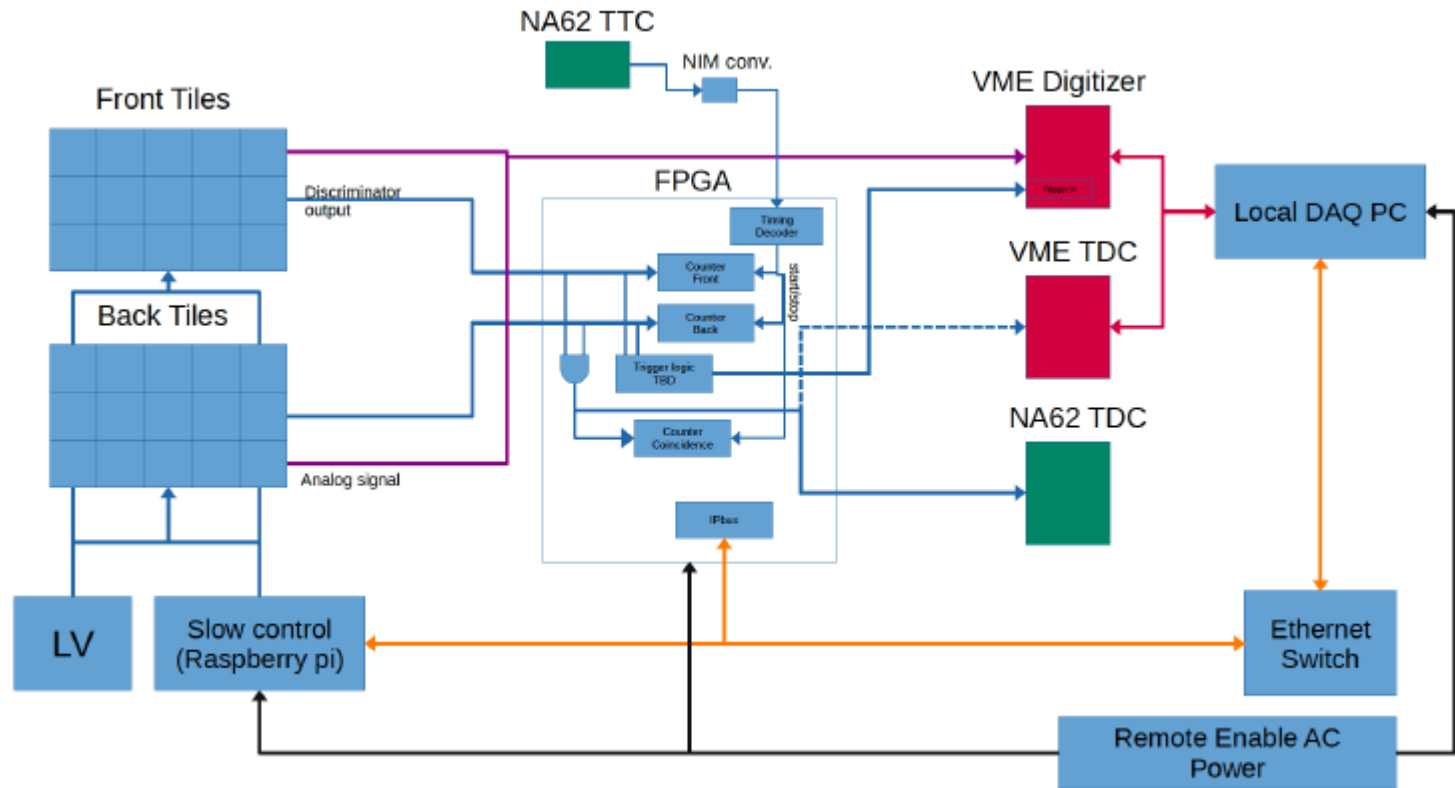 NA62 TTC
NIM conv.
VME Digitizer
Front Tiles
Discriminator
output
FPGA
Trigger in
Timing
Decoder
Local DAQ PC
Counter
Front
start/stop
VME TDC
Back Tiles
Counter
Back
Trigger logic
TBD
NA62 TDC
Counter
Coincidence
Analog signal
IPbus
LV
Slow control
(Raspberry pi)
Ethernet
Switch
Remote Enable AC
Power